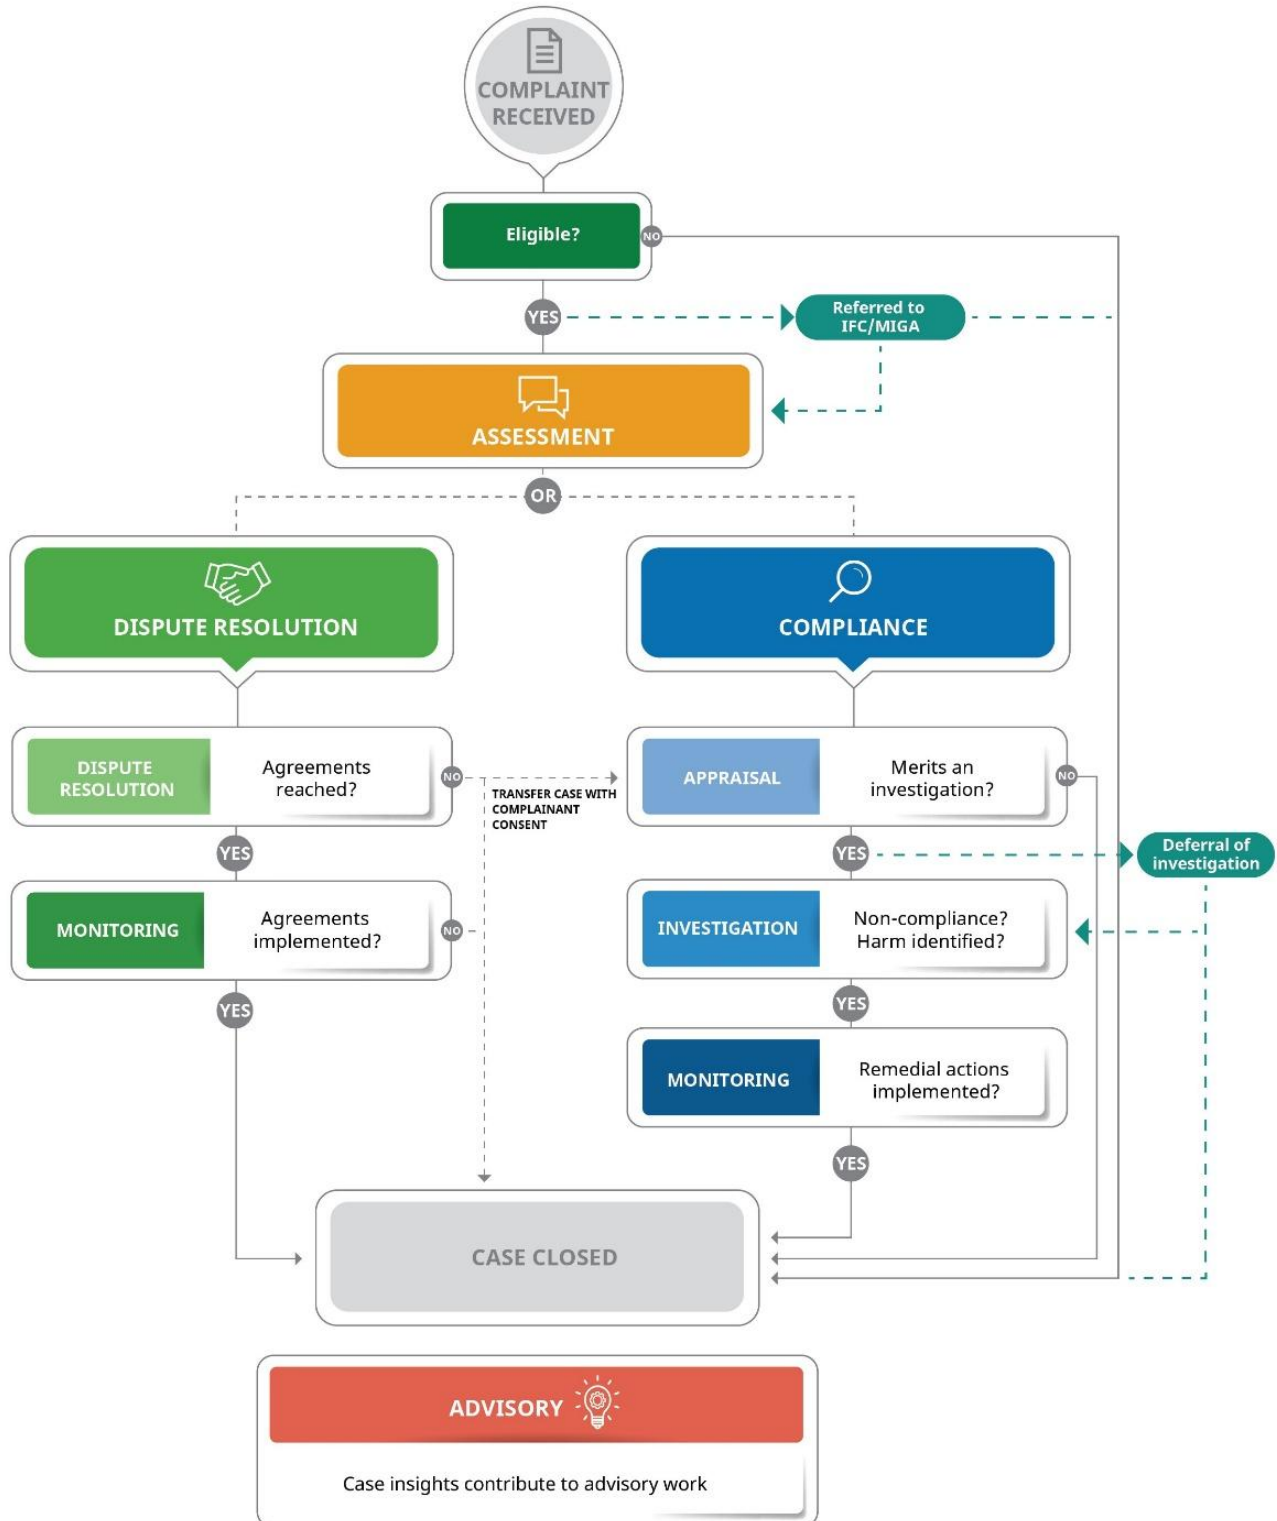 COMPLAINT
RECEIVED
Eligible?
NO
YES
Referred to
IFC/MIGA
ASSESSMENT
OR
DISPUTE RESOLUTION
COMPLIANCE
DISPUTE
RESOLUTION
Agreements
reached?
NO
TRANSFER CASE WITH
COMPLAINANT
CONSENT
APPRAISAL
Merits an
investigation?
NO
YES
YES
Deferral of
investigation
MONITORING
Agreements
implemented?
NO
INVESTIGATION
Non-compliance?
Harm identified?
YES
YES
MONITORING
Remedial actions
implemented?
YES
CASE CLOSED
ADVISORY
Case insights contribute to advisory work